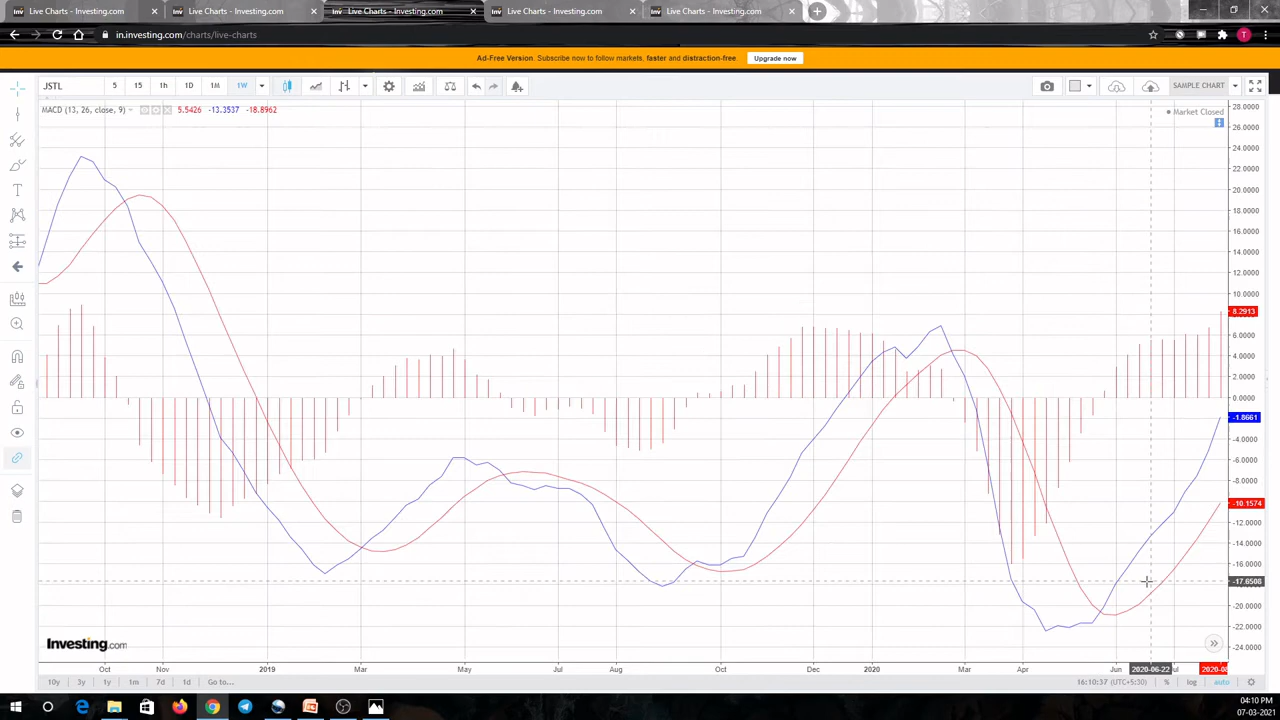 Live Charts - Investing.com
Live Charts - Investing.com
Live Charts - Investing.com
Live Charts - Investing.com
Live Charts - Investing.com
in.investing.com/charts/live-charts
T
Ad-Free Version. Subscribe now to follow markets, faster and distraction-free.
Upgrade now
JSTL
5
15
1h
1D
1M
1W
SAMPLE CHART
MACD (13, 26, close, 9)
5.5426
-13.3537
-18.8962
Market Closed
28.0000
26.0000
24.0000
22.0000
20.0000
18.0000
16.0000
14.0000
12.0000
10.0000
8.2913
6.0000
4.0000
2.0000
0.0000
-1.8661
-4.0000
-6.0000
-8.0000
-10.1574
-12.0000
-14.0000
-16.0000
-17.6508
-20.0000
-22.0000
-24.0000
Investing.com
Oct
Nov
2019
Mar
May
Jul
Aug
Oct
Dec
2020
Mar
Apr
Jun
2020-06-22
2020-08
10y
3y
1y
1m
7d
1d
Go to...
16:10:37 (UTC+5:30)
%
log
auto
04:10 PM
07-03-2021